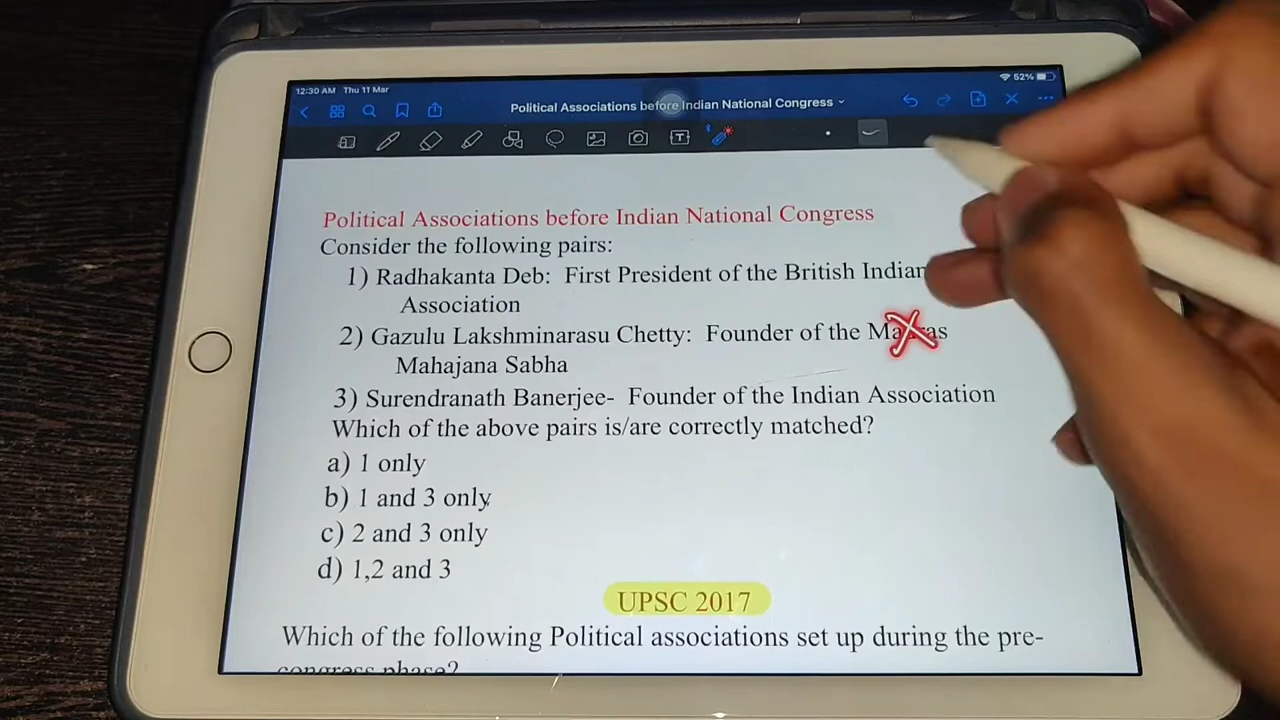 12:30 AM Thu 11 Mar
52%
Political Associations before Indian National Congress
T
Political Associations before Indian National Congress
Consider the following pairs:
1) Radhakanta Deb: First President of the British Indian
Association
2) Gazulu Lakshminarasu Chetty: Founder of the Madras
Mahajana Sabha
3) Surendranath Banerjee- Founder of the Indian Association
Which of the above pairs is/are correctly matched?
a) 1 only
b) 1 and 3 only
c) 2 and 3 only
d) 1,2 and 3
UPSC 2017
Which of the following Political associations set up during the pre-
congress phase?